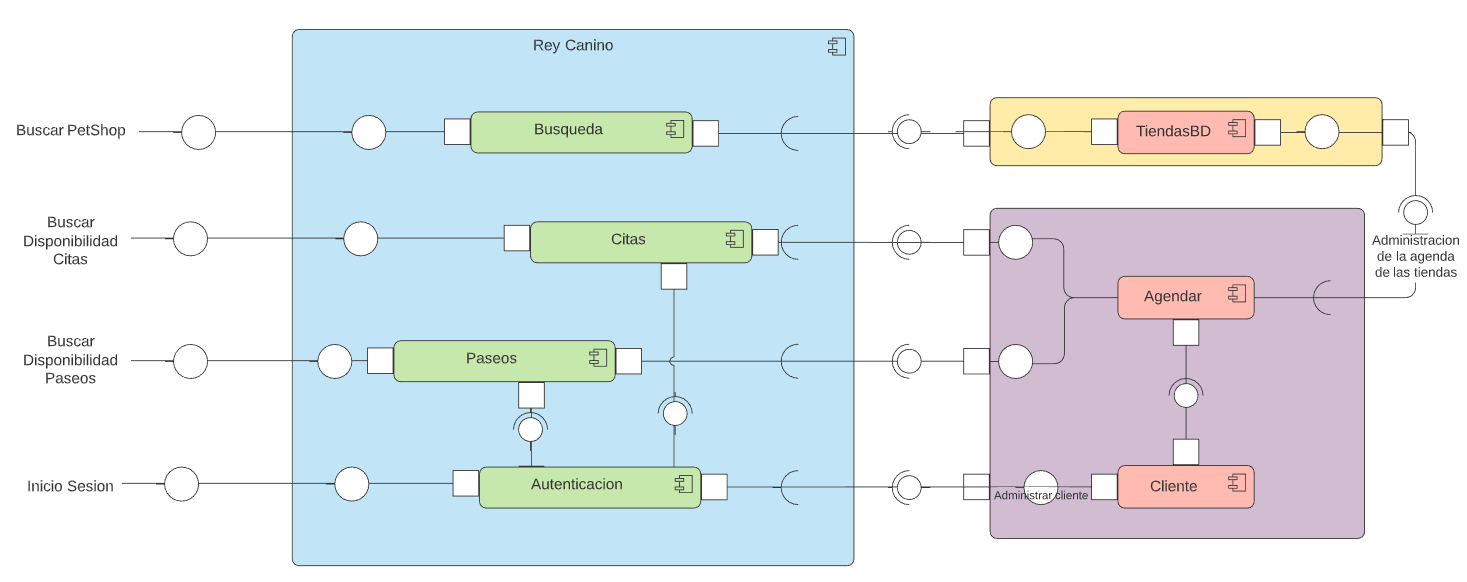 Rey Canino
Buscar PetShop
Busqueda
TiendasBD
Buscar
Disponibilidad
Citas
Citas
Administracion
de la agenda
de las tiendas
Agendar
Buscar
Disponibilidad
Paseos
Paseos
Inicio Sesion
Autenticacion
Administrar cliente
Cliente